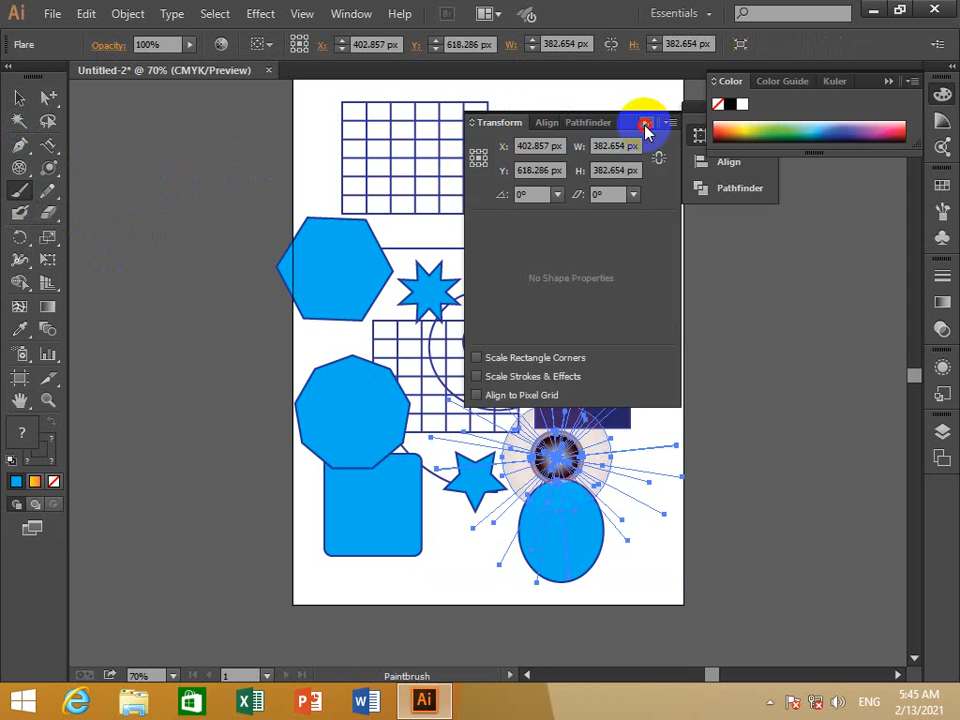 Ai File Edit Object Type Select Effect View Window Help Br Essentials
Flare Opacity: 100% X: 402.857 px Y: 618.286 px W: 382.654 px H: 382.654 px
Untitled-2* @ 70% (CMYK/Preview)
Color Color Guide Kuler
Transform Align Pathfinder
X: 402.857 px W: 382.654 px
Y: 618.286 px H: 382.654 px
0° 0°
Align
Pathfinder
No Shape Properties
Scale Rectangle Corners
Scale Strokes & Effects
Align to Pixel Grid
?
70% 1 Paintbrush
Ai ENG 5:45 AM
2/13/2021